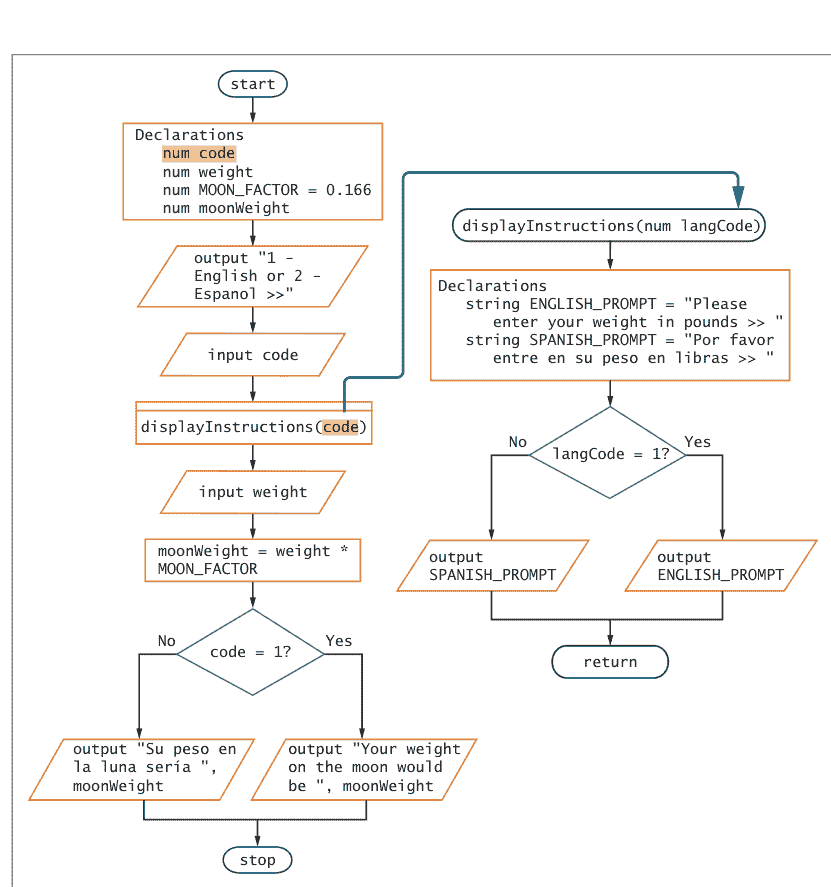 start
Declarations
num code
num weight
num MOON_FACTOR = 0.166
num moonWeight
output "1 –
English or 2 –
Espanol >>"
input code
displayInstructions(code)
input weight
moonWeight = weight *
MOON_FACTOR
No
Yes
code = 1?
output "Su peso en
la luna sería ",
moonWeight
output "Your weight
on the moon would
be ", moonWeight
stop
displayInstructions(num langCode)
Declarations
string ENGLISH_PROMPT = "Please
enter your weight in pounds >> "
string SPANISH_PROMPT = "Por favor
entre en su peso en libras >> "
No
Yes
langCode = 1?
output
SPANISH_PROMPT
output
ENGLISH_PROMPT
return